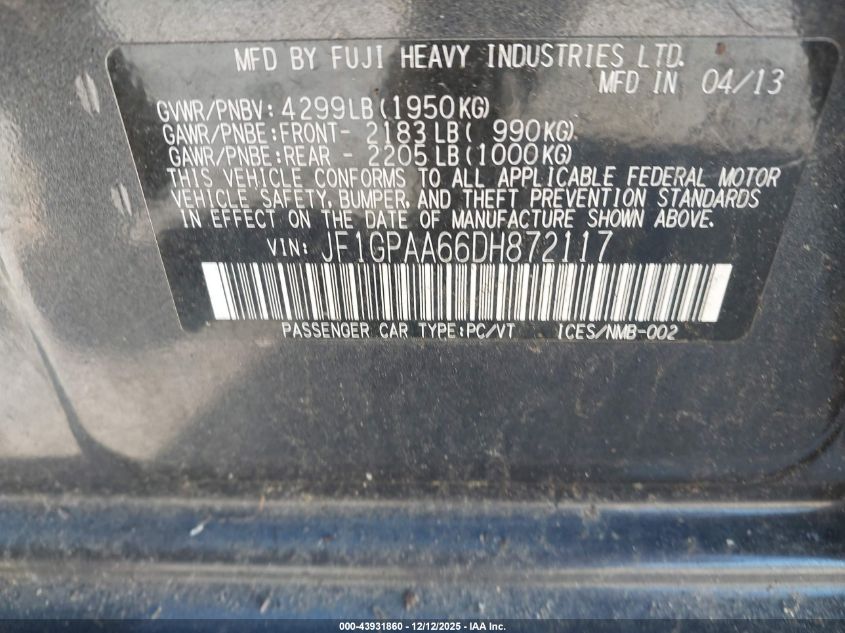 MFD BY FUJI HEAVY INDUSTRIES LTD.
MFD IN 04/13
GVWR/PNBV: 4299LB(1950KG)
GAWR/PNBE:FRONT- 2183LB( 990KG)
GAWR/PNBE:REAR - 2205LB(1000KG)
THIS VEHICLE CONFORMS TO ALL APPLICABLE FEDERAL MOTOR
VEHICLE SAFETY, BUMPER, AND THEFT PREVENTION STANDARDS
IN EFFECT ON THE DATE OF MANUFACTURE SHOWN ABOVE.
VIN: JF1GPAA66DH872117
PASSENGER CAR TYPE:PC/VT ICES/NMB-002
000-43931860 - 12/12/2025 - IAA Inc.